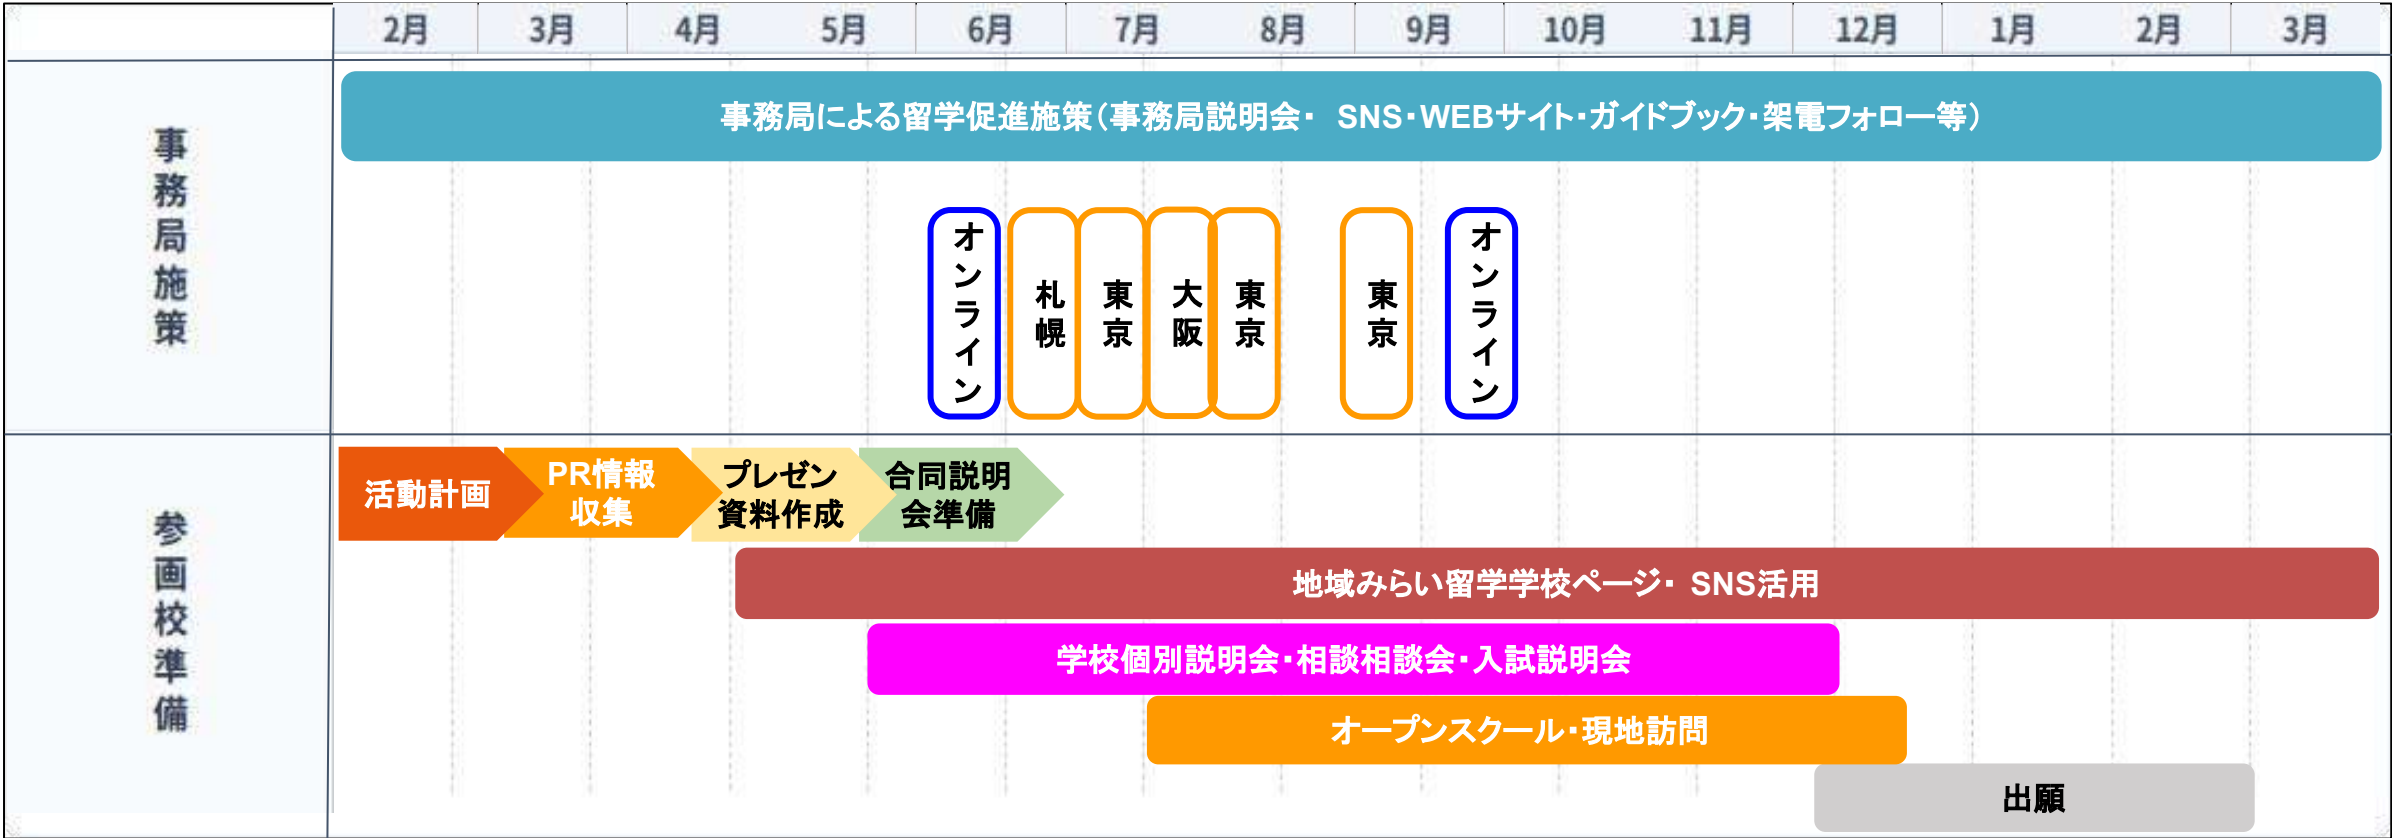 2月 3月 4月 5月 6月 7月 8月 9月 10月 11月 12月 1月 2月 3月
事務局施策
事務局による留学促進施策（事務局説明会・ SNS・WEBサイト・ガイドブック・架電フォロー等）
オンライン
札幌
東京
大阪
東京
東京
オンライン
参画校準備
活動計画
PR情報
収集
プレゼン
資料作成
合同説明
会準備
地域みらい留学学校ページ・ SNS活用
学校個別説明会・相談相談会・入試説明会
オープンスクール・現地訪問
出願